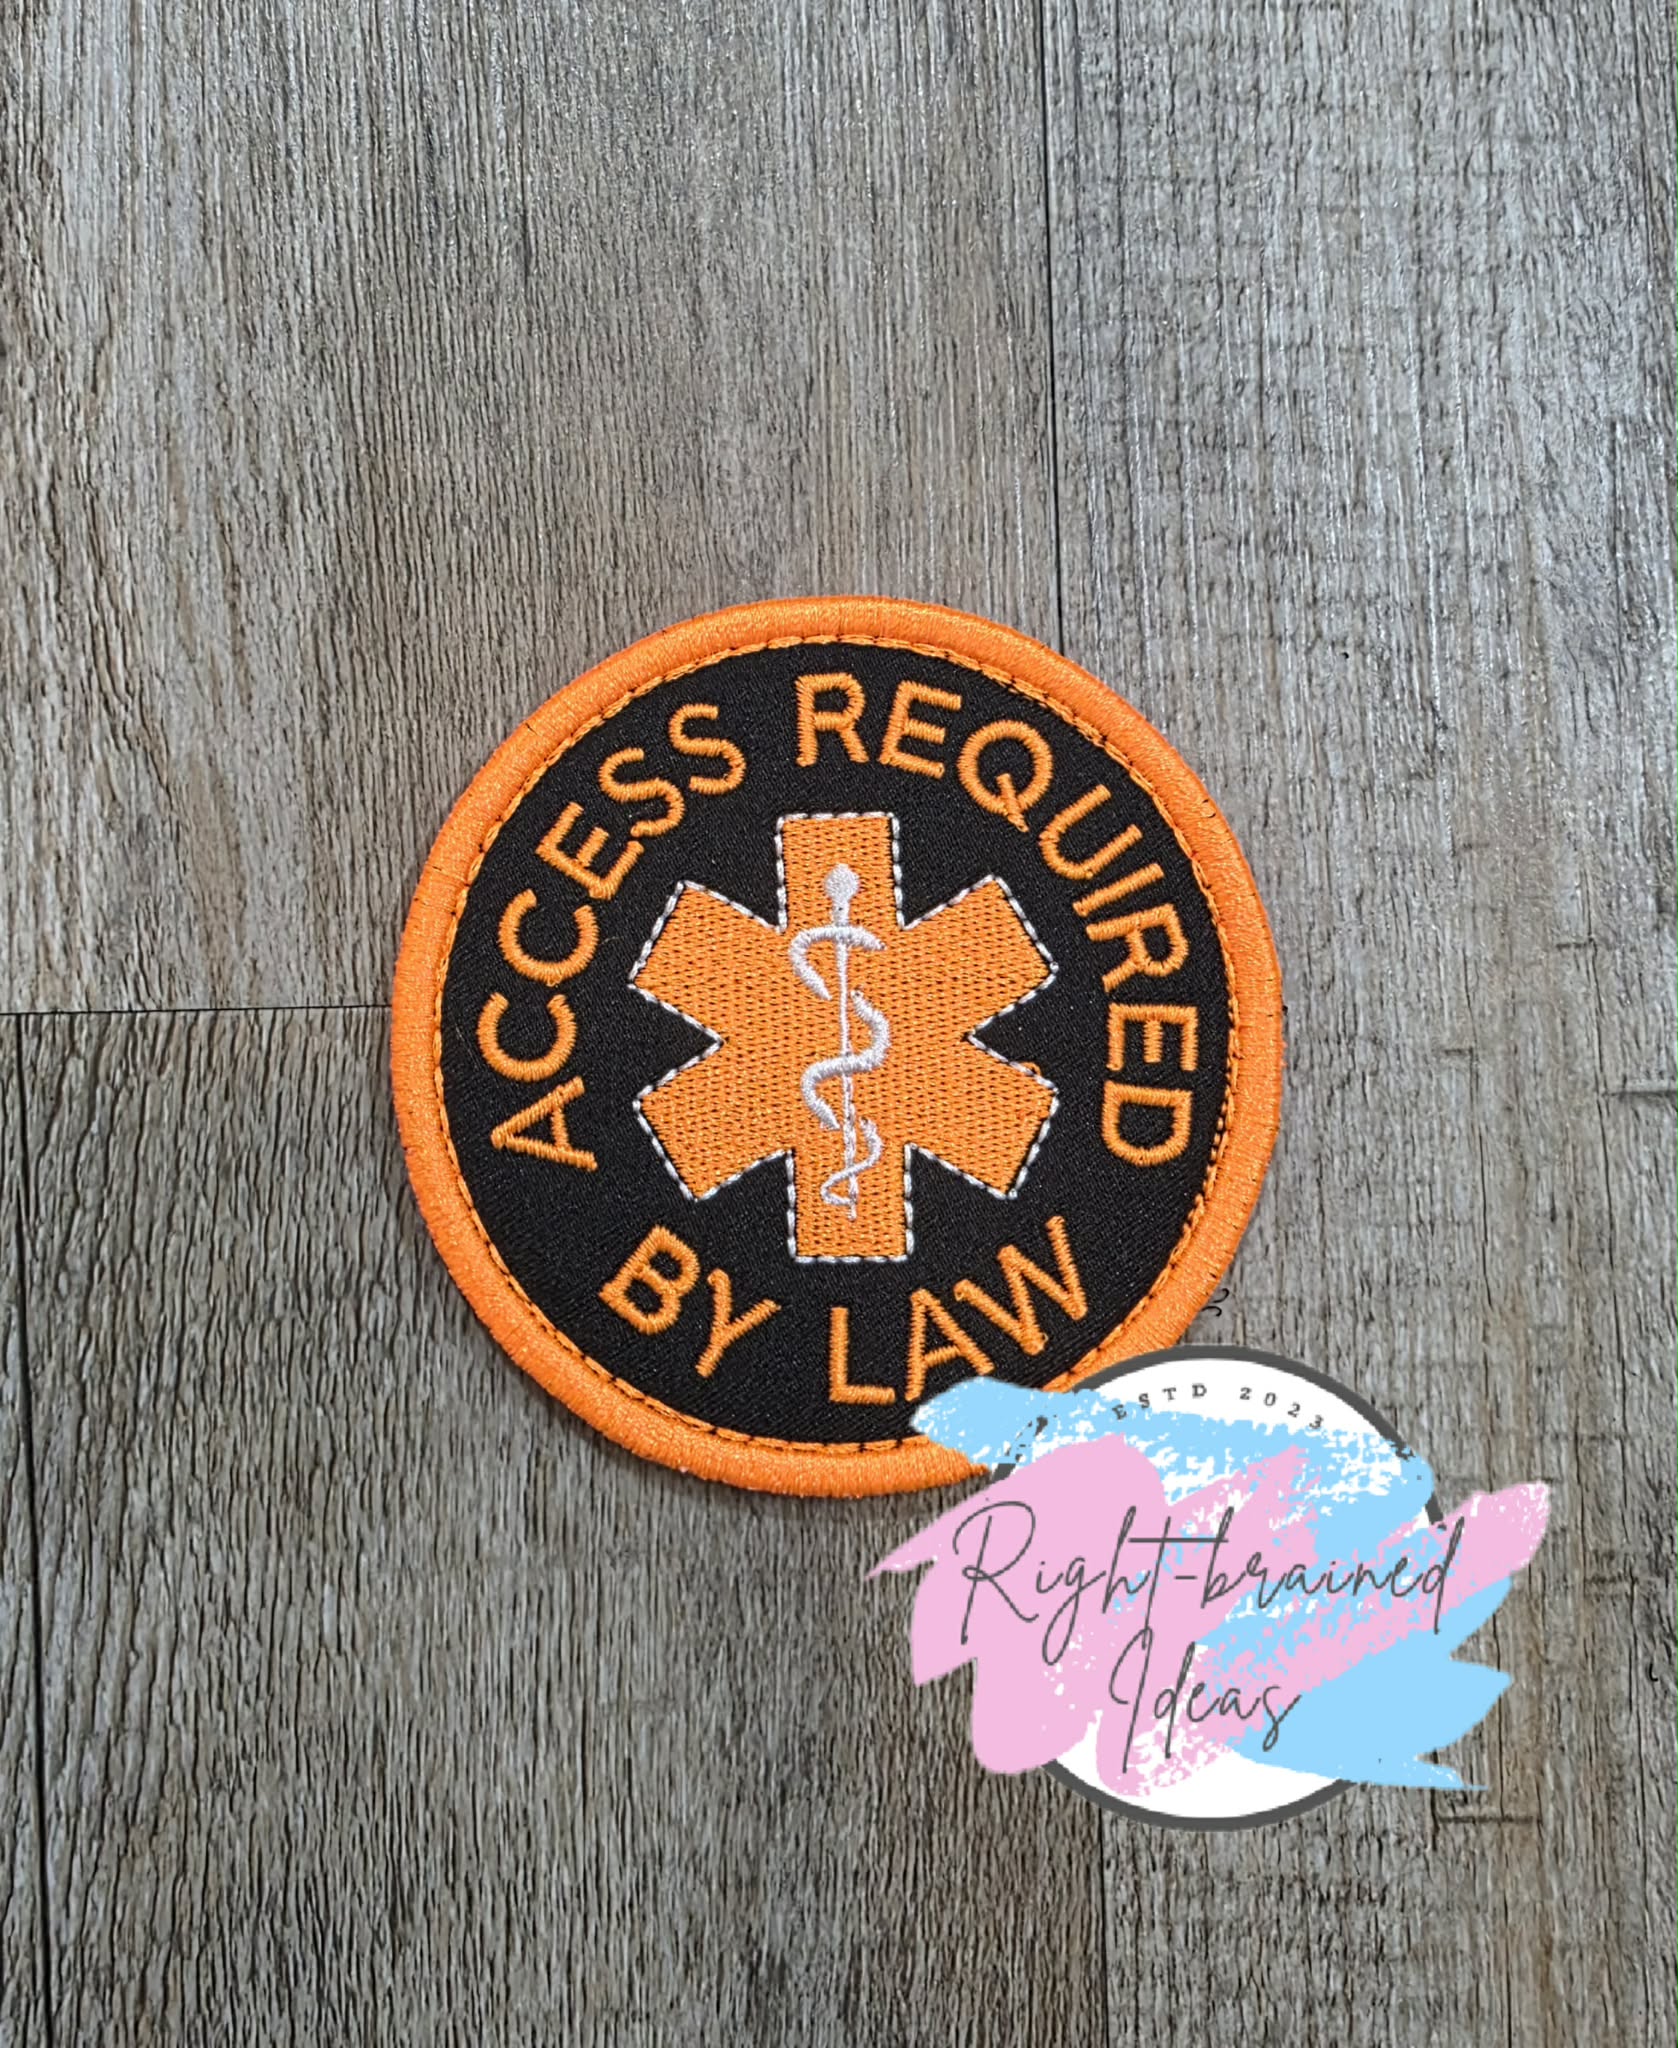 ACCESS REQUIRED
BY LAW
ESTD 2023
Right-brained
Ideas